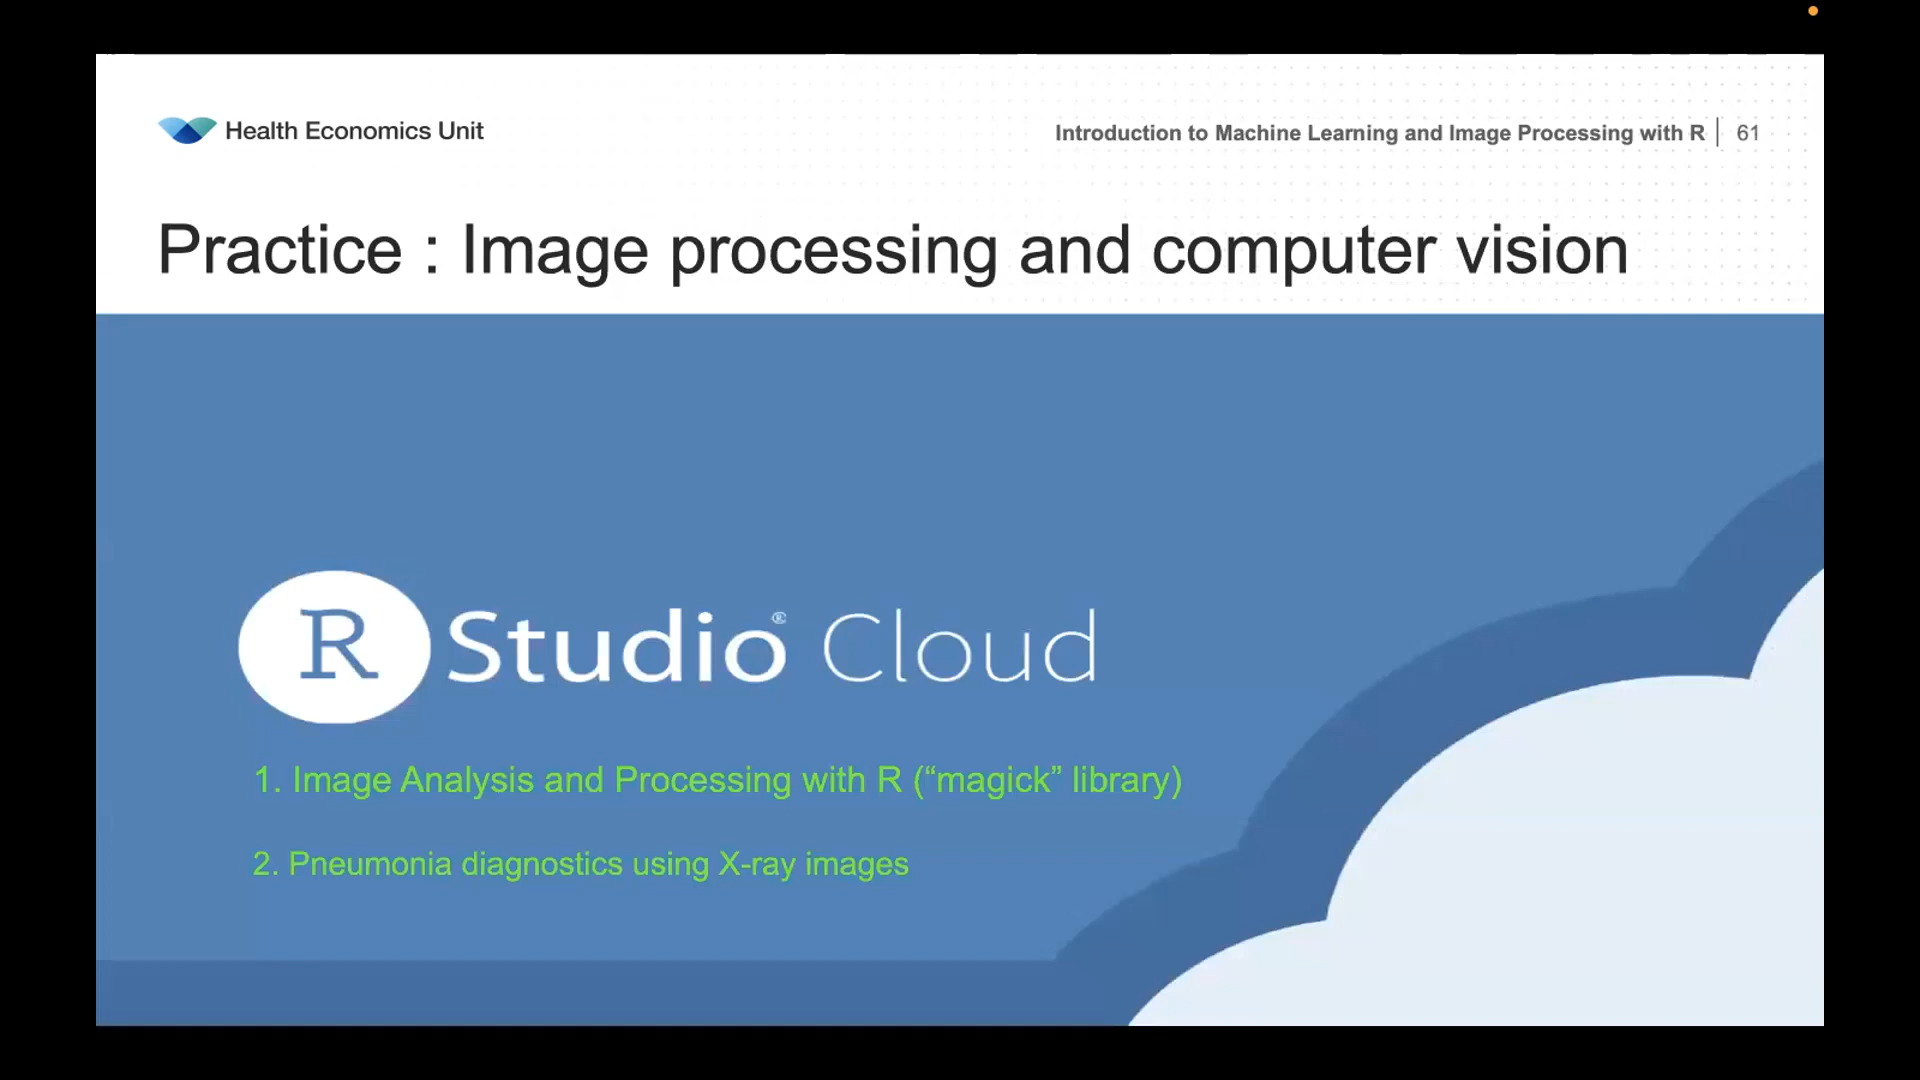 Health Economics Unit
Introduction to Machine Learning and Image Processing with R | 61
Practice : Image processing and computer vision
R Studio® Cloud
1. Image Analysis and Processing with R (“magick” library)
2. Pneumonia diagnostics using X-ray images